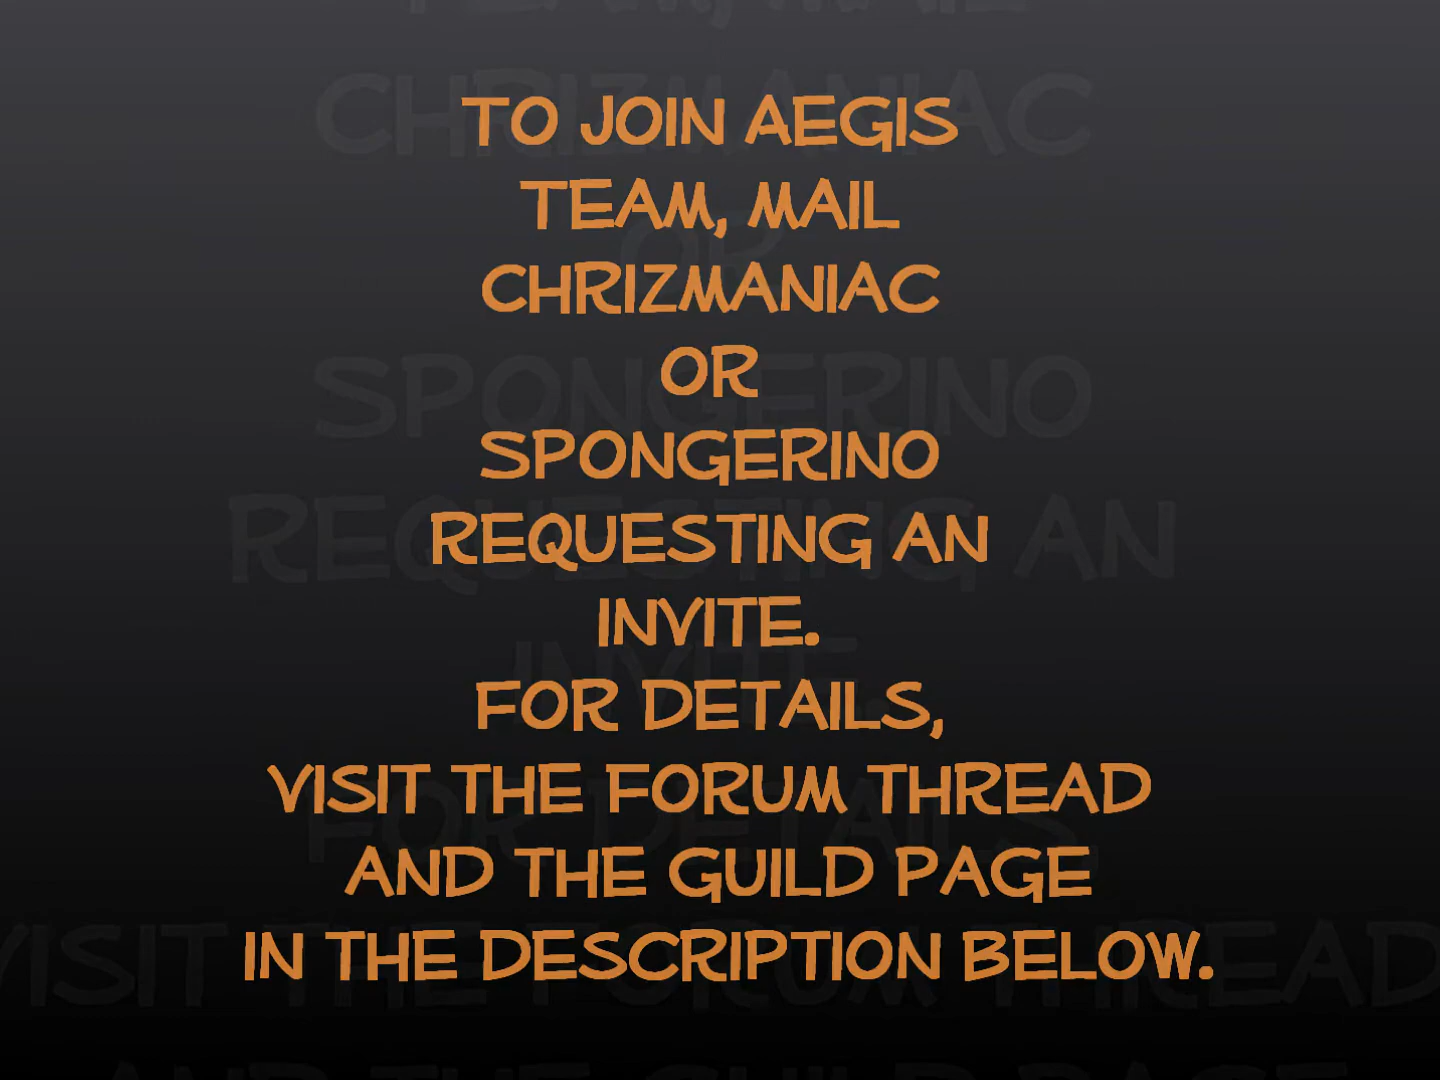 TO JOIN AEGIS
TEAM, MAIL
CHRIZMANIAC
OR
SPONGERINO
REQUESTING AN
INVITE.
FOR DETAILS,
VISIT THE FORUM THREAD
AND THE GUILD PAGE
IN THE DESCRIPTION BELOW.